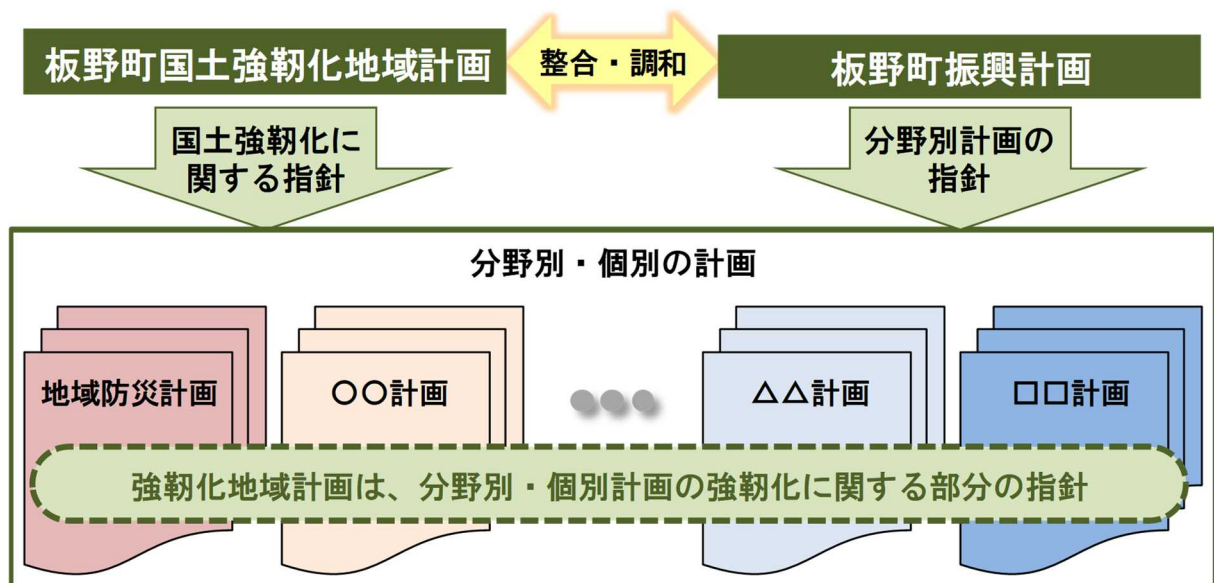 板野町国土強靭化地域計画
整合・調和
板野町振興計画
国土強靭化に
関する指針
分野別計画の
指針
分野別・個別の計画
地域防災計画
〇〇計画
△△計画
□□計画
強靭化地域計画は、分野別・個別計画の強靭化に関する部分の指針